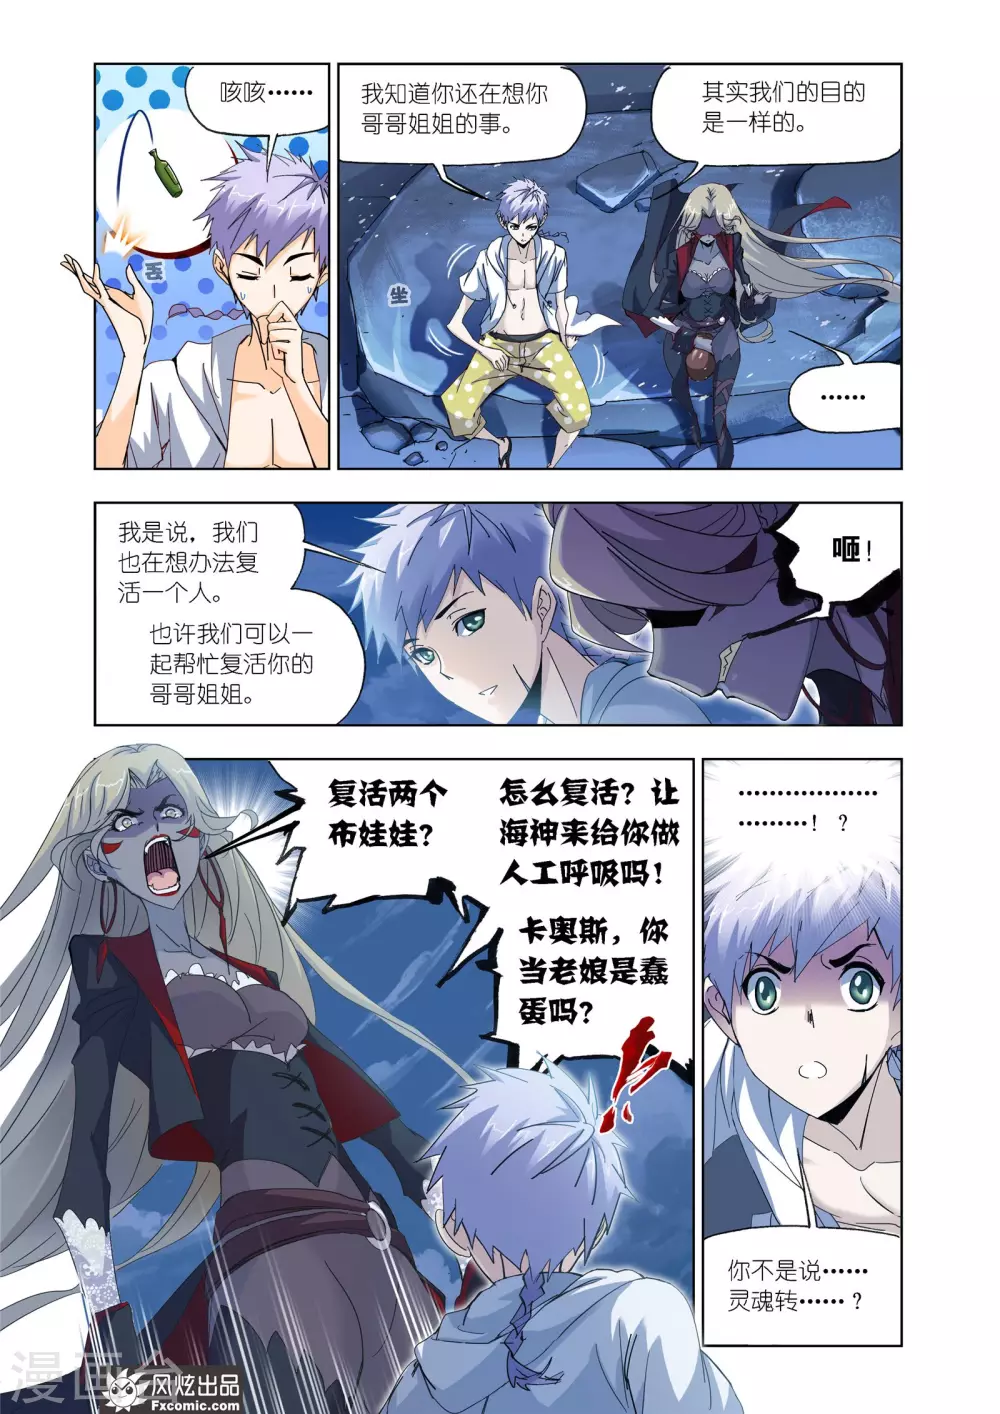 咳咳……
丢
我知道你还在想你
哥哥姐姐的事。
其实我们的目的
是一样的。
坐
……
我是说，我们
也在想办法复
活一个人。
也许我们可以一
起帮忙复活你的
哥哥姐姐。
咂！
复活两个
布娃娃？
怎么复活？让
海神来给你做
人工呼吸吗！
卡奥斯，你
当老娘是蠢
蛋吗？
…………………
…………！？
你不是说……
灵魂转……？
漫画台
风炫出品
Fxcomic.com